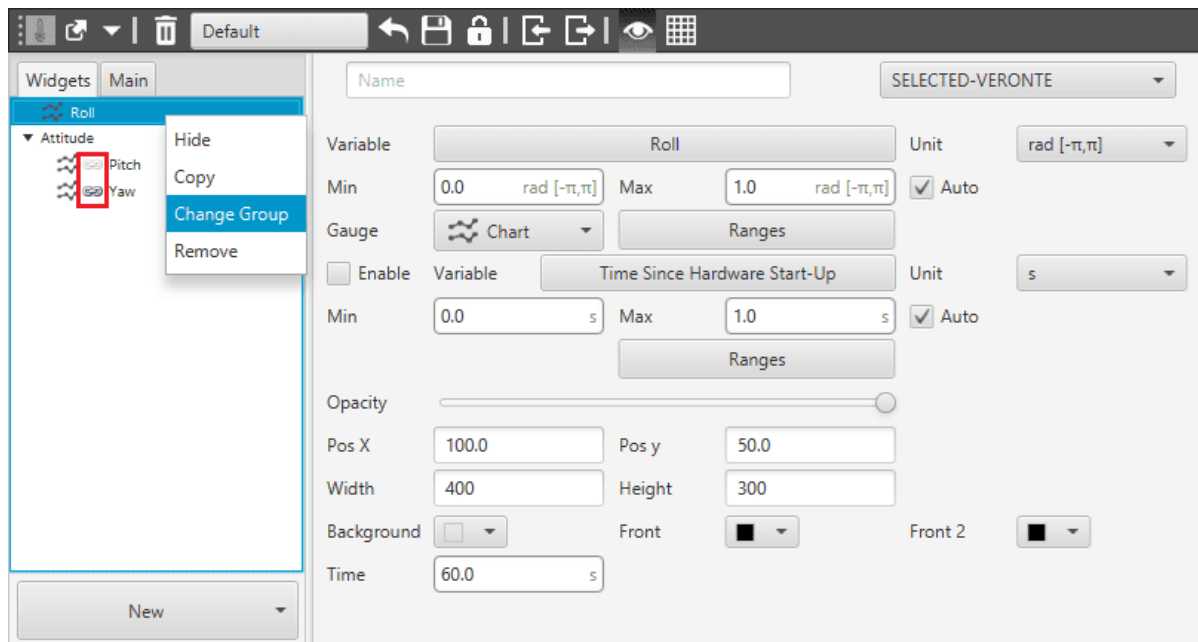 Default
Widgets Main
Roll
Attitude
Pitch
Yaw
Hide
Copy
Change Group
Remove
New
Name SELECTED-VERONTE
Variable Roll Unit rad [-π,π]
Min 0.0 rad [-π,π] Max 1.0 rad [-π,π] Auto
Gauge Chart Ranges
Enable Variable Time Since Hardware Start-Up Unit s
Min 0.0 s Max 1.0 s Auto
Ranges
Opacity
Pos X 100.0 Pos y 50.0
Width 400 Height 300
Background Front Front 2
Time 60.0 s